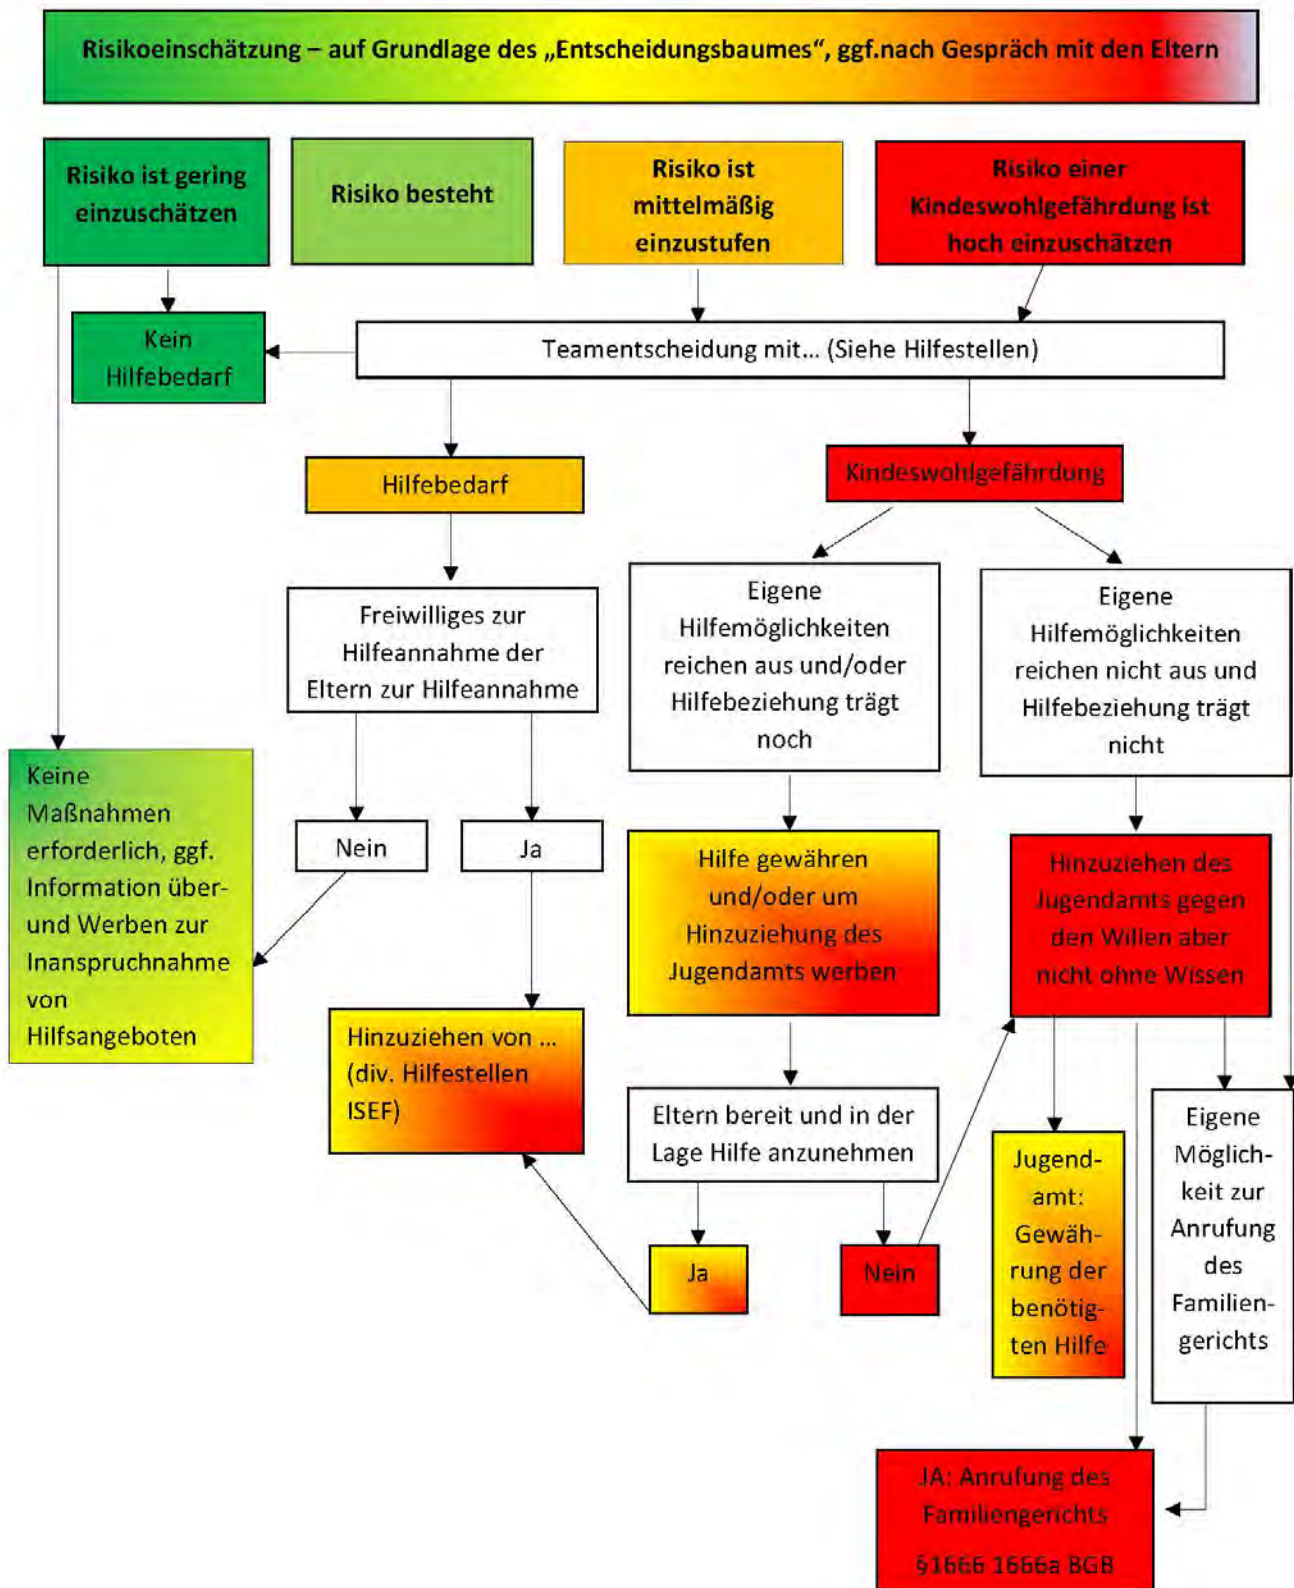 Risikoeinschätzung – auf Grundlage des „Entscheidungsbaumes“, ggf.nach Gespräch mit den Eltern
Risiko ist gering
einzuschätzen
Risiko besteht
Risiko ist
mittelmäßig
einzustufen
Risiko einer
Kindeswohlgefährdung ist
hoch einzuschätzen
Kein
Hilfebedarf
Teamentscheidung mit... (Siehe Hilfestellen)
Hilfebedarf
Kindeswohlgefährdung
Freiwilliges zur
Hilfeannahme der
Eltern zur Hilfeannahme
Eigene
Hilfemöglichkeiten
reichen aus und/oder
Hilfebeziehung trägt
noch
Eigene
Hilfemöglichkeiten
reichen nicht aus und
Hilfebeziehung trägt
nicht
Keine
Maßnahmen
erforderlich, ggf.
Information über-
und Werben zur
Inanspruchnahme
von
Hilfsangeboten
Nein
Ja
Hilfe gewähren
und/oder um
Hinzuziehung des
Jugendamts werben
Hinzuziehen des
Jugendamts gegen
den Willen aber
nicht ohne Wissen
Hinzuziehen von ...
(div. Hilfestellen
ISEF)
Eltern bereit und in der
Lage Hilfe anzunehmen
Ja
Nein
Jugend-
amt:
Gewäh-
rung der
benötig-
ten Hilfe
Eigene
Möglich-
keit zur
Anrufung
des
Familien-
gerichts
JA: Anrufung des
Familiengerichts
§1666 1666a BGB